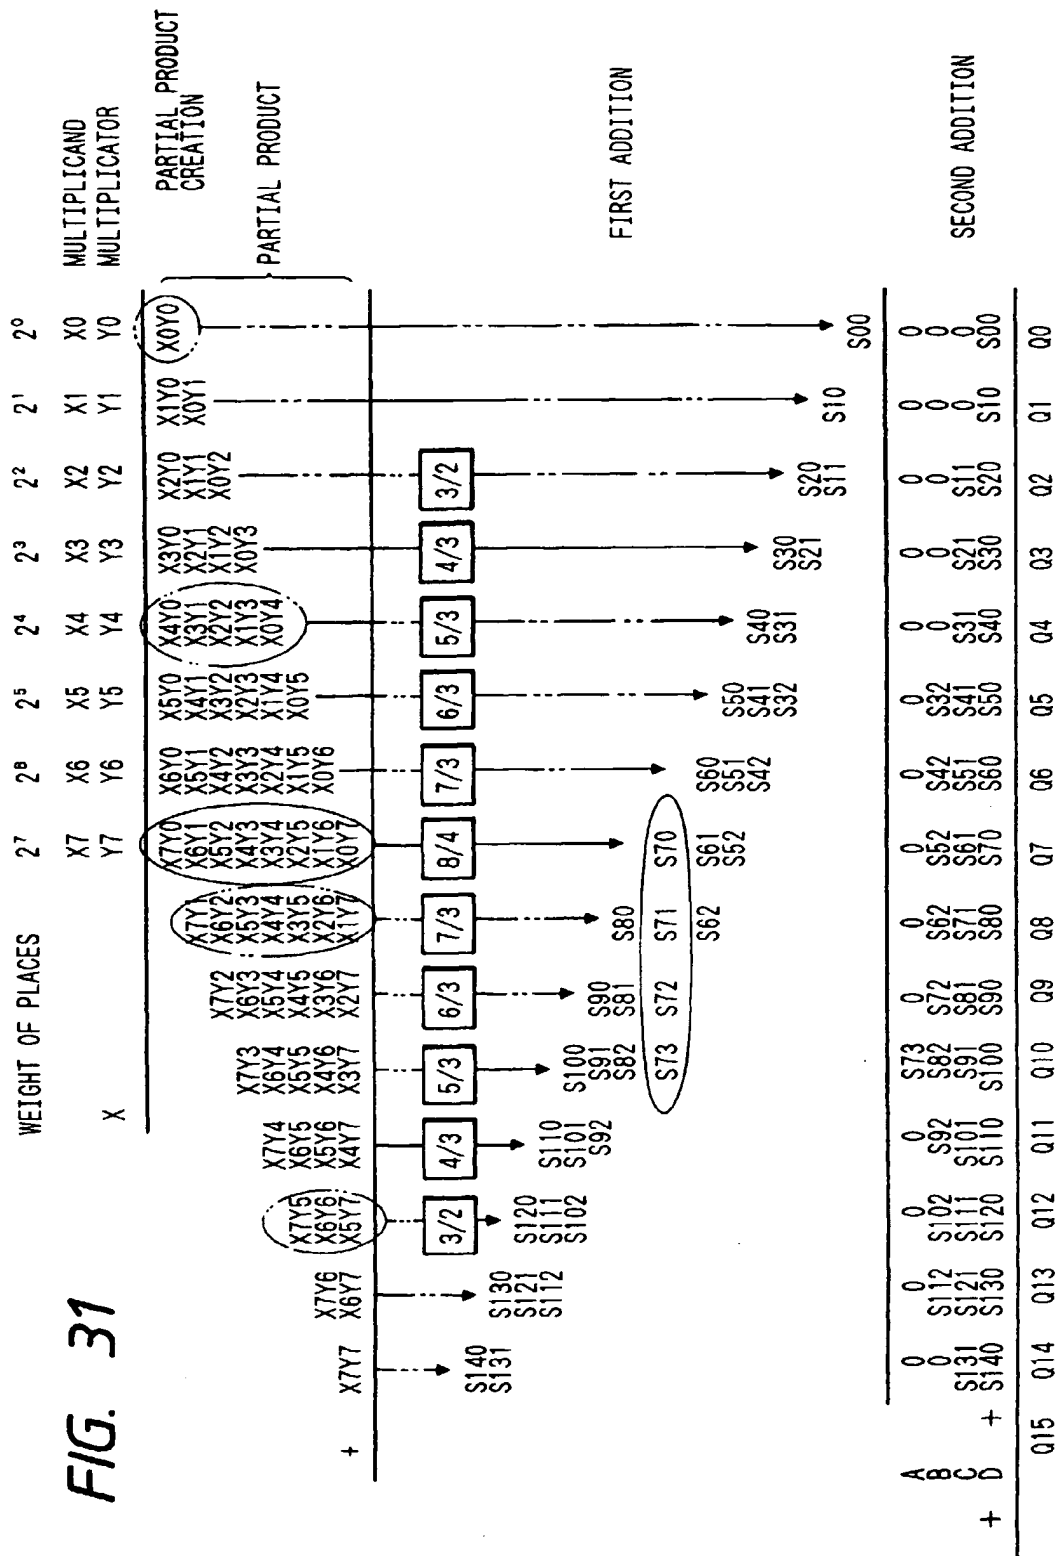 FIG. 31
WEIGHT OF PLACES 2⁷ 2⁸ 2⁵ 2⁴ 2³ 2² 2¹ 2⁰
X7 X6 X5 X4 X3 X2 X1 X0 MULTIPLICAND
X Y7 Y6 Y5 Y4 Y3 Y2 Y1 Y0 MULTIPLICATOR
X7Y0 X6Y0 X5Y0 X4Y0 X3Y0 X2Y0 X1Y0 X0Y0 PARTIAL PRODUCT
CREATION
X7Y1 X6Y1 X5Y1 X4Y1 X3Y1 X2Y1 X1Y1 X0Y1
X7Y2 X6Y2 X5Y2 X4Y2 X3Y2 X2Y2 X1Y2 X0Y2
X7Y3 X6Y3 X5Y3 X4Y3 X3Y3 X2Y3 X1Y3 X0Y3
X7Y4 X6Y4 X5Y4 X4Y4 X3Y4 X2Y4 X1Y4 X0Y4 PARTIAL PRODUCT
X7Y5 X6Y5 X5Y5 X4Y5 X3Y5 X2Y5 X1Y5 X0Y5
X7Y6 X6Y6 X5Y6 X4Y6 X3Y6 X2Y6 X1Y6 X0Y6
+ X7Y7 X6Y7 X5Y7 X4Y7 X3Y7 X2Y7 X1Y7 X0Y7
3/2 4/3 5/3 6/3 7/3 8/4 7/3 6/3 5/3 4/3 3/2
FIRST ADDITION
S140
S131
S130
S121
S112
S120
S111
S102
S110
S101
S92
S100
S91
S82
S73
S90
S81
S72
S80
S71
S62
S70
S61
S52
S60
S51
S42
S50
S41
S32
S40
S31
S30
S21
S20
S11
S10
S00
SECOND ADDITION
A 0 0 0 0 S73 0 0 0 0 0 0 0 0 0 0
B 0 S112 S102 S92 S82 S72 S62 S52 S42 S32 0 0 0 0 0
C S131 S121 S111 S101 S91 S81 S71 S61 S51 S41 S31 S21 S11 0 0
+ D + S140 S130 S120 S110 S100 S90 S80 S70 S60 S50 S40 S30 S20 S10 S00
Q15 Q14 Q13 Q12 Q11 Q10 Q9 Q8 Q7 Q6 Q5 Q4 Q3 Q2 Q1 Q0